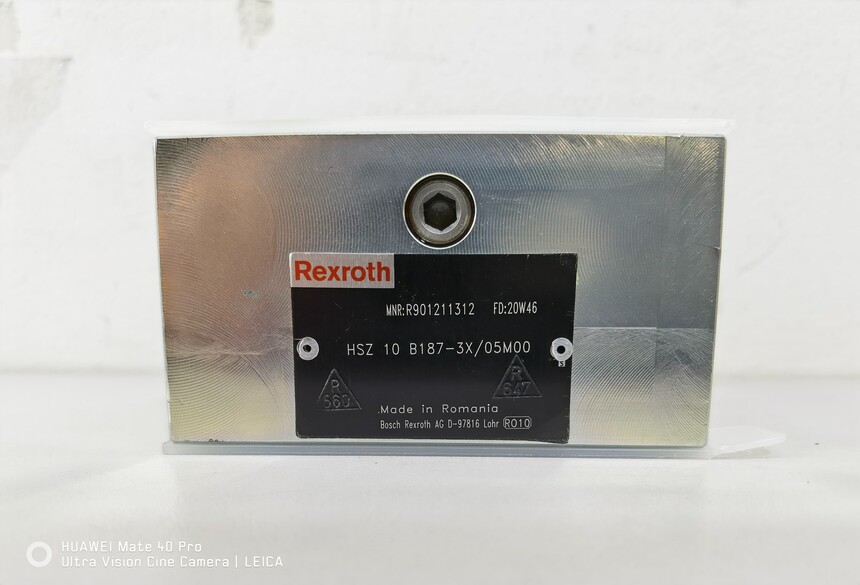 Rexroth
MNR:R901211312 FD:20W46
HSZ 10 B187-3X/05M00
R
560
R
647
Made in Romania
Bosch Rexroth AG D-97816 Lohr R010
HUAWEI Mate 40 Pro
Ultra Vision Cine Camera | LEICA